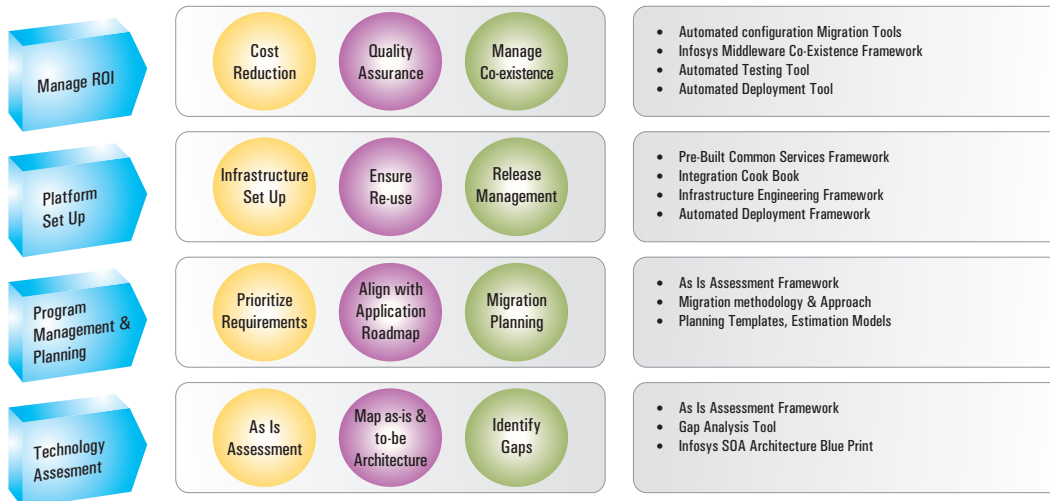 Manage ROI
Cost
Reduction
Quality
Assurance
Manage
Co-existence
• Automated configuration Migration Tools
• Infosys Middleware Co-Existence Framework
• Automated Testing Tool
• Automated Deployment Tool
Platform
Set Up
Infrastructure
Set Up
Ensure
Re-use
Release
Management
• Pre-Built Common Services Framework
• Integration Cook Book
• Infrastructure Engineering Framework
• Automated Deployment Framework
Program
Management &
Planning
Prioritize
Requirements
Align with
Application
Roadmap
Migration
Planning
• As Is Assessment Framework
• Migration methodology & Approach
• Planning Templates, Estimation Models
Technology
Assesment
As Is
Assessment
Map as-is &
to-be
Architecture
Identify
Gaps
• As Is Assessment Framework
• Gap Analysis Tool
• Infosys SOA Architecture Blue Print